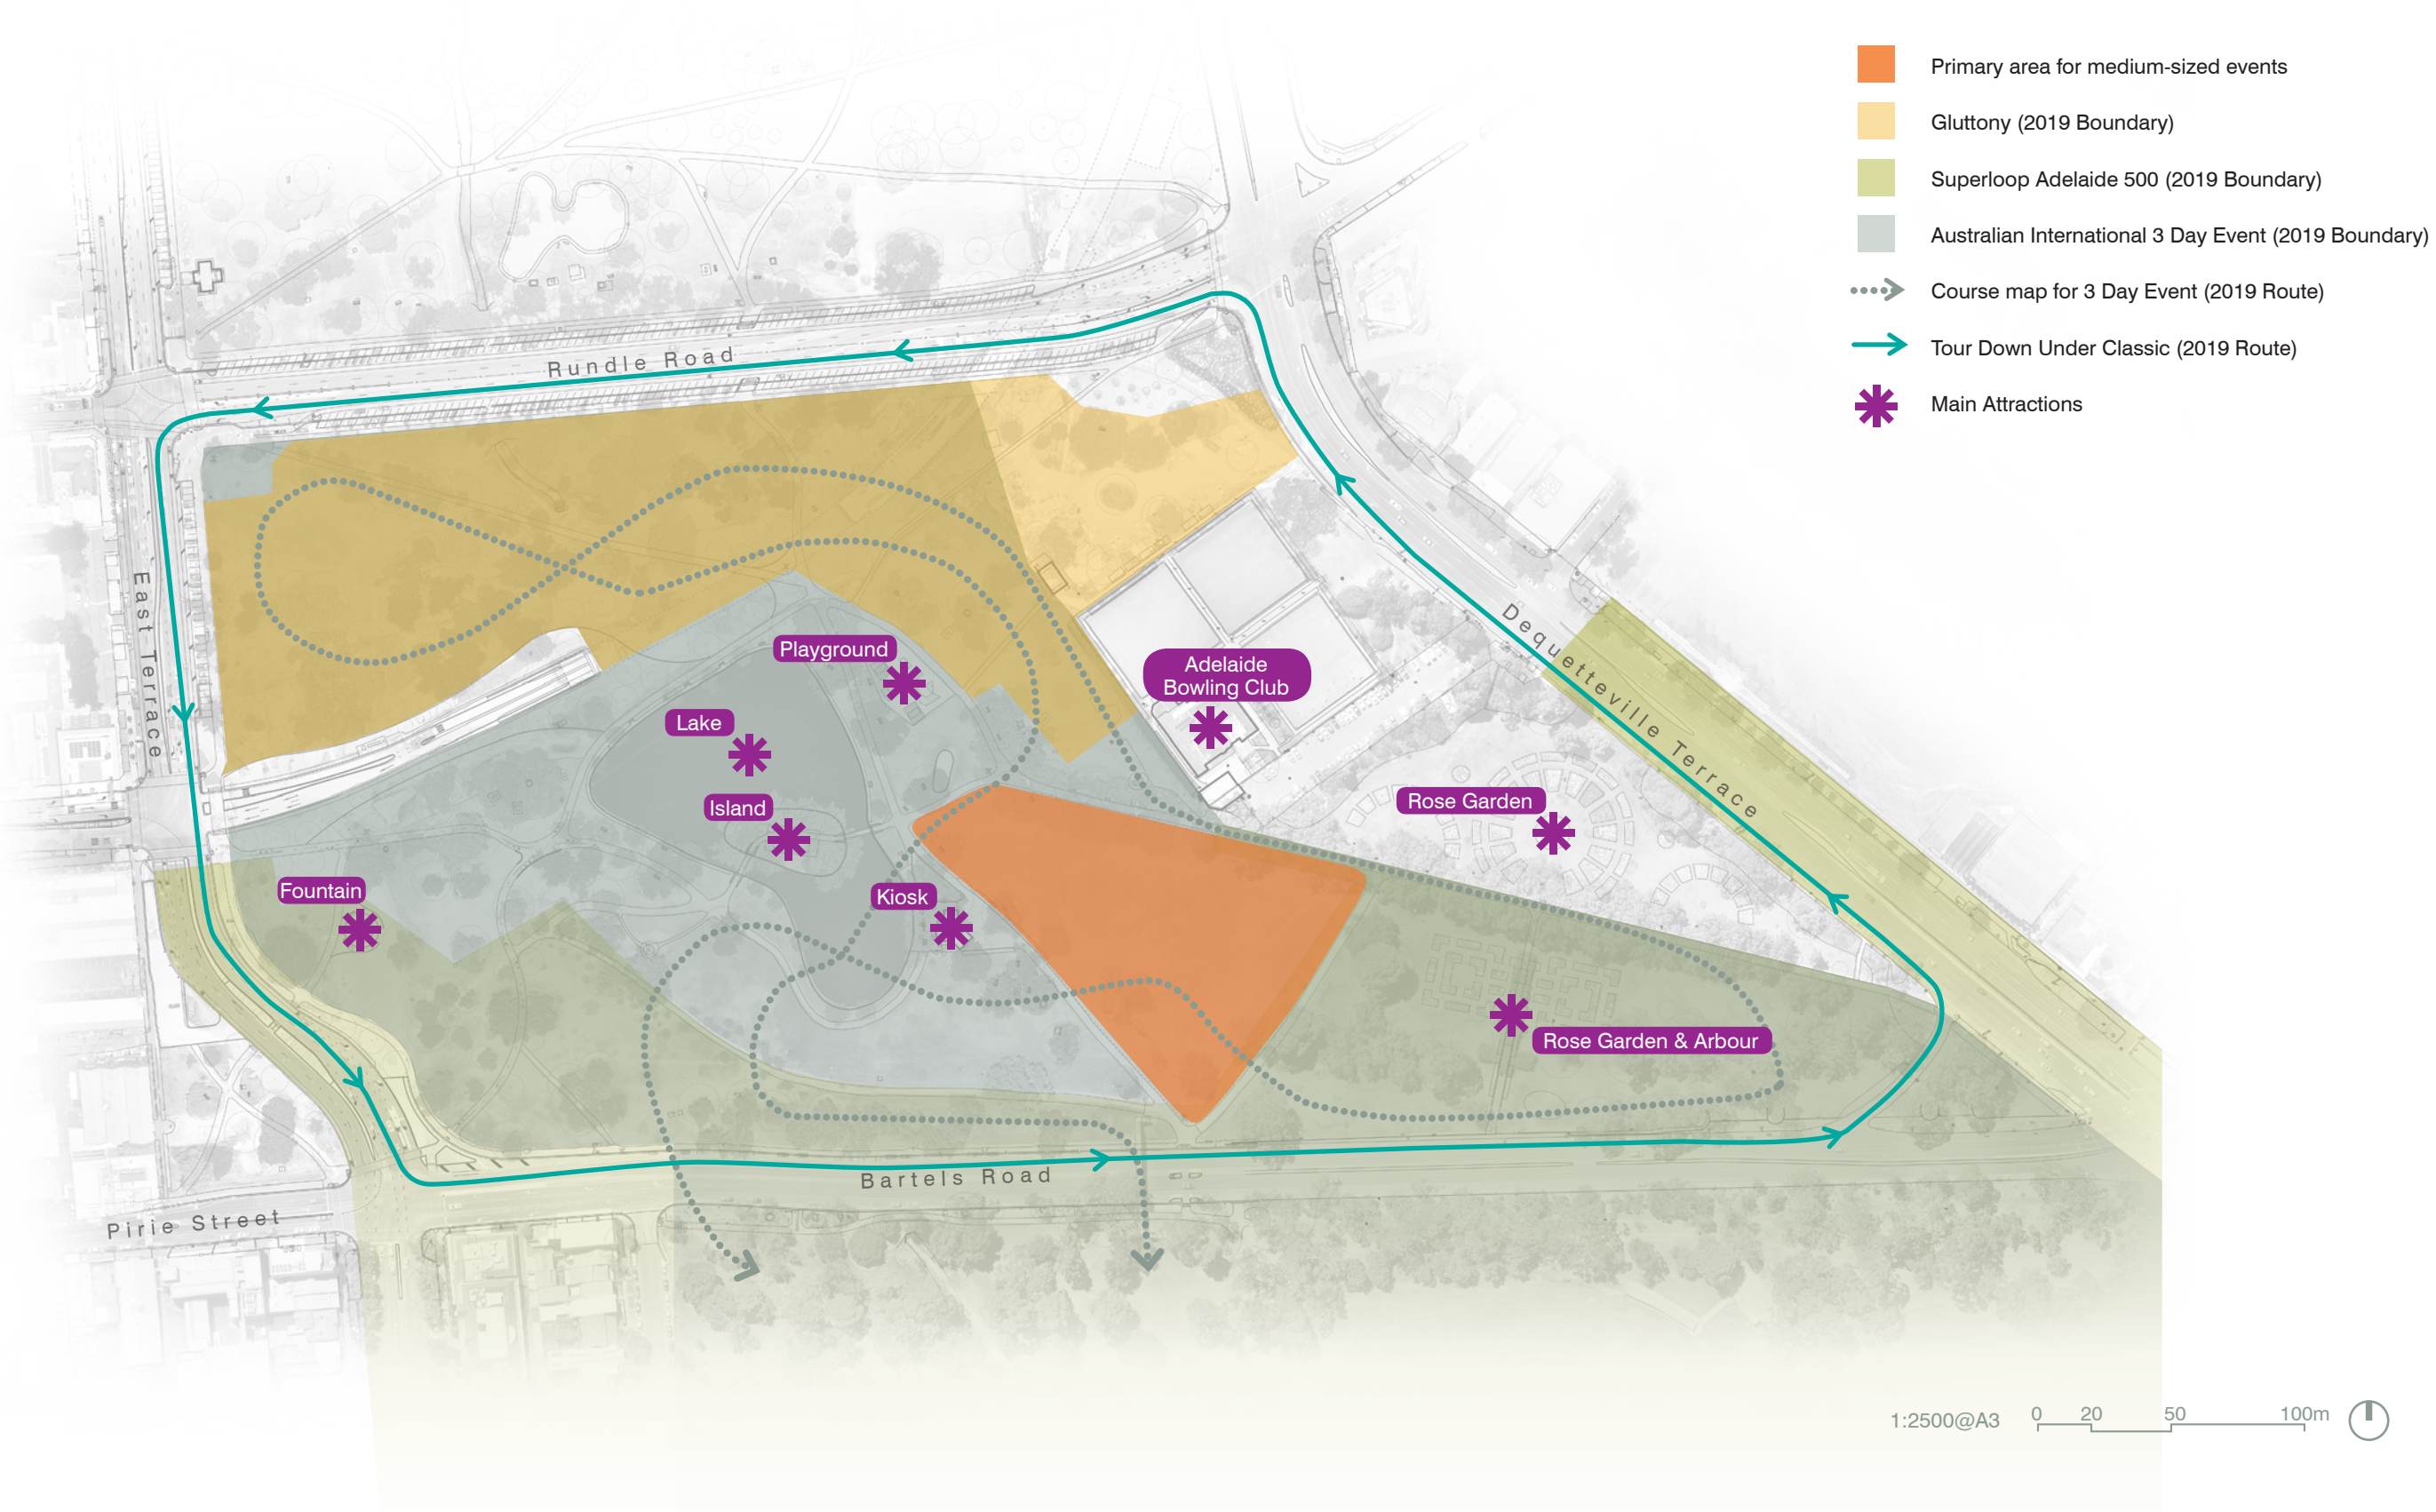 Primary area for medium-sized events
Gluttony (2019 Boundary)
Superloop Adelaide 500 (2019 Boundary)
Australian International 3 Day Event (2019 Boundary)
Course map for 3 Day Event (2019 Route)
Tour Down Under Classic (2019 Route)
Main Attractions
Rundle Road
East Terrace
Dequetteville Terrace
Playground
Adelaide
Bowling Club
Lake
Island
Rose Garden
Fountain
Kiosk
Rose Garden & Arbour
Bartels Road
Pirie Street
1:2500@A3 0 20 50 100m